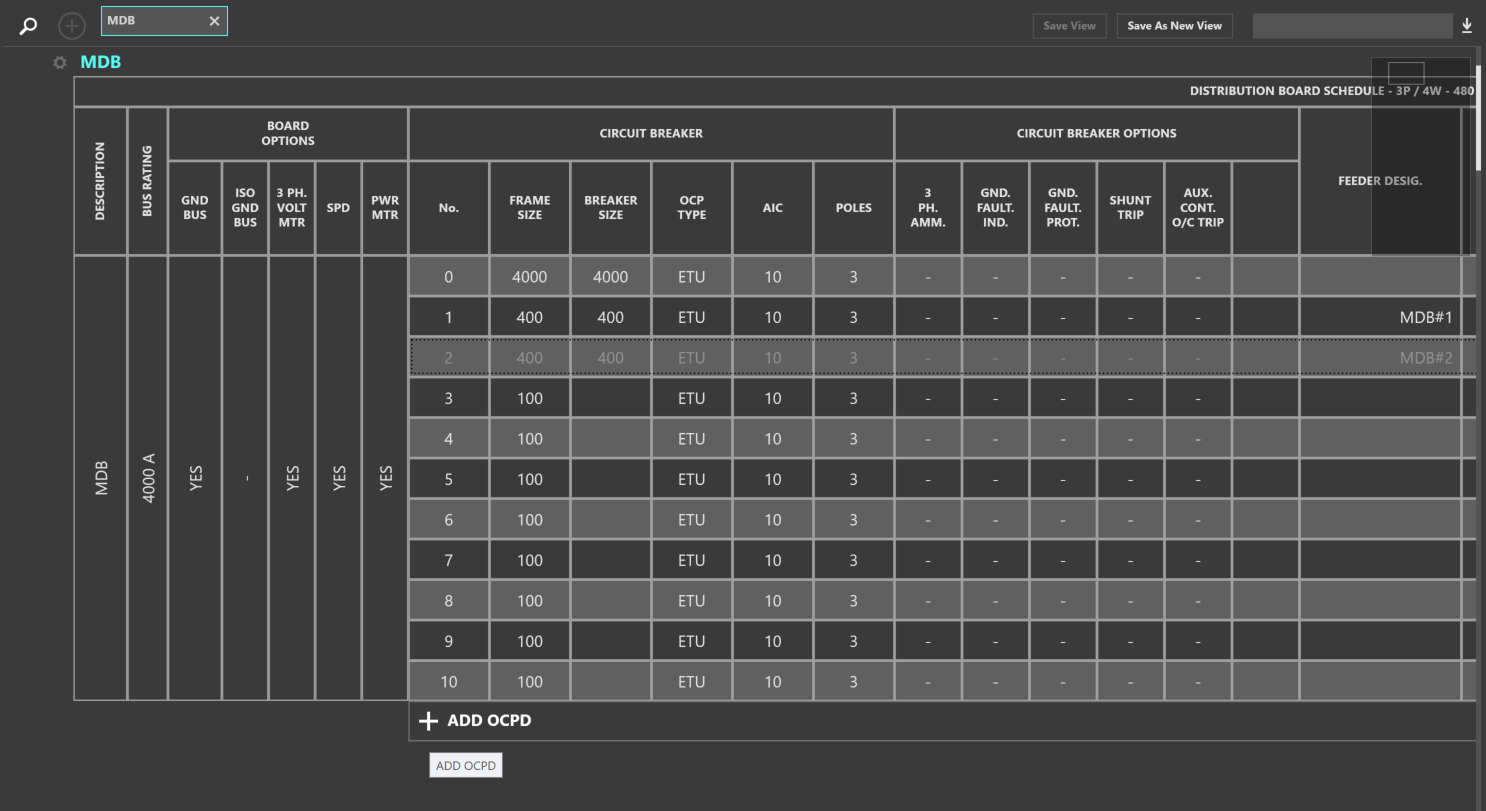 MDB
Save View
Save As New View
MDB
DISTRIBUTION BOARD SCHEDULE - 3P / 4W - 480
DESCRIPTION
BUS RATING
BOARD
OPTIONS
CIRCUIT BREAKER
CIRCUIT BREAKER OPTIONS
FEEDER DESIG.
GND
BUS
ISO
GND
BUS
3 PH.
VOLT
MTR
SPD
PWR
MTR
No.
FRAME
SIZE
BREAKER
SIZE
OCP
TYPE
AIC
POLES
3
PH.
AMM.
GND.
FAULT.
IND.
GND.
FAULT.
PROT.
SHUNT
TRIP
AUX.
CONT.
O/C TRIP
MDB
4000 A
YES
-
YES
YES
YES
0 4000 4000 ETU 10 3 - - - - -
1 400 400 ETU 10 3 - - - - - MDB#1
2 400 400 ETU 10 3 - - - - - MDB#2
3 100 ETU 10 3 - - - - -
4 100 ETU 10 3 - - - - -
5 100 ETU 10 3 - - - - -
6 100 ETU 10 3 - - - - -
7 100 ETU 10 3 - - - - -
8 100 ETU 10 3 - - - - -
9 100 ETU 10 3 - - - - -
10 100 ETU 10 3 - - - - -
ADD OCPD
ADD OCPD